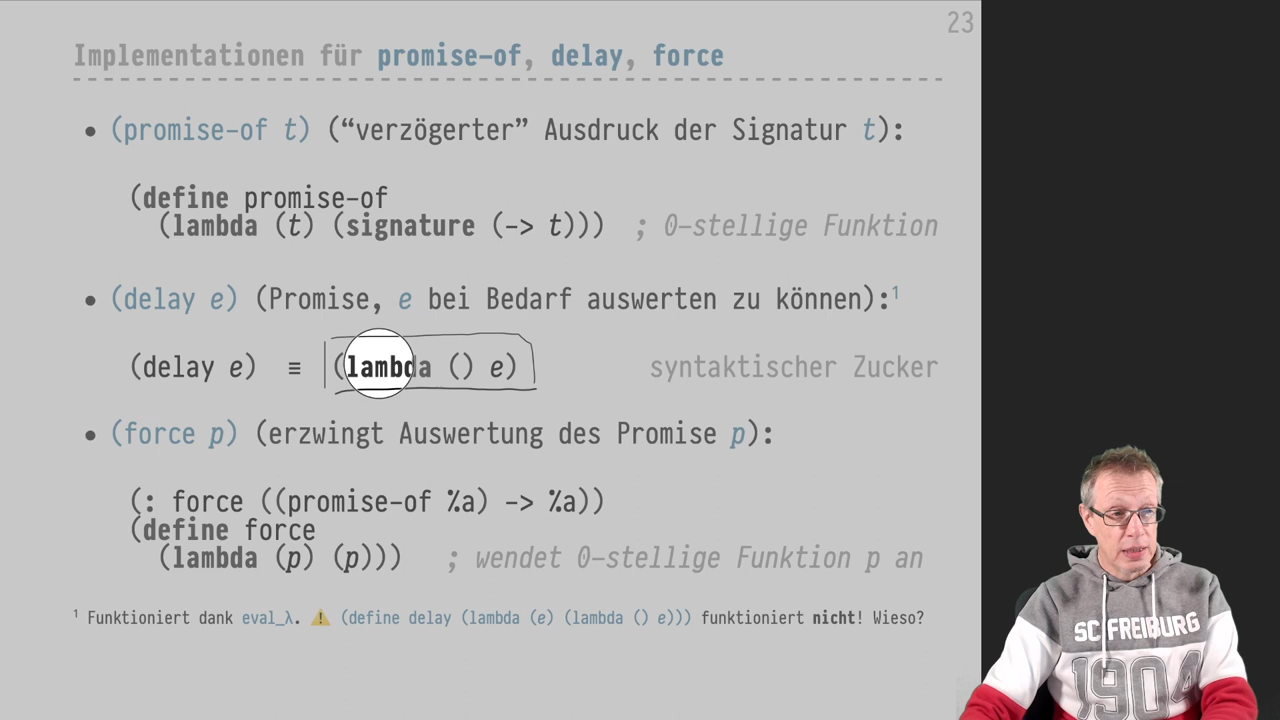 23
Implementationen für promise-of, delay, force
• (promise-of t) (“verzögerter” Ausdruck der Signatur t):
(define promise-of
(lambda (t) (signature (-> t))) ; 0-stellige Funktion
• (delay e) (Promise, e bei Bedarf auswerten zu können):¹
(delay e) ≡ (lambda () e) syntaktischer Zucker
• (force p) (erzwingt Auswertung des Promise p):
(: force ((promise-of %a) -> %a))
(define force
(lambda (p) (p))) ; wendet 0-stellige Funktion p an
¹ Funktioniert dank eval_λ. ⚠ (define delay (lambda (e) (lambda () e))) funktioniert nicht! Wieso?
SC FREIBURG
1904